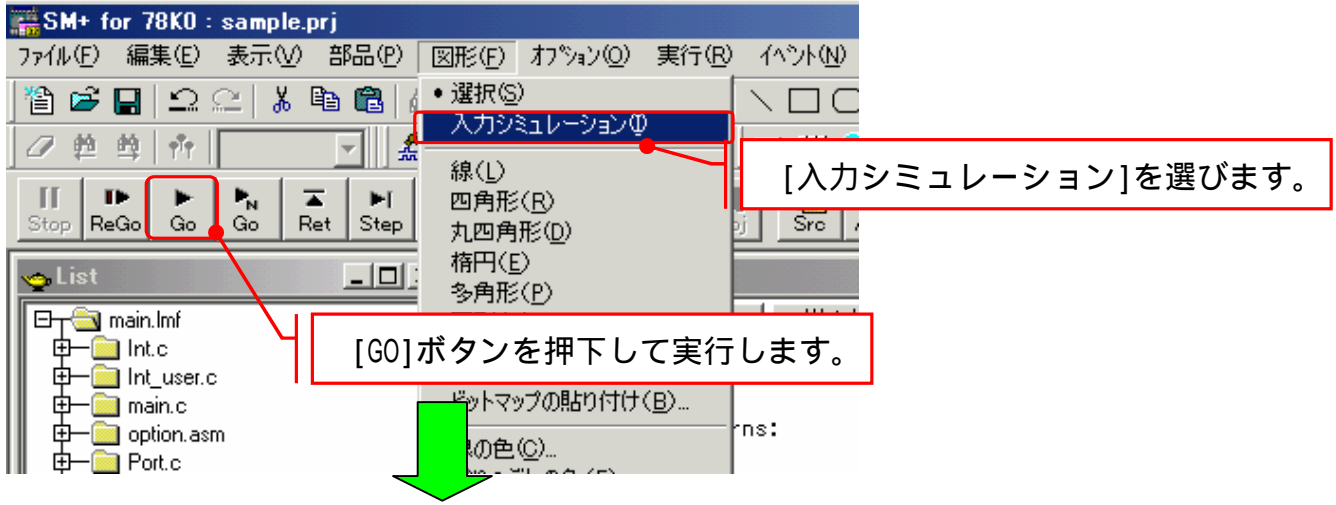 SM+ for 78K0 : sample.prj
ファイル(F) 編集(E) 表示(V) 部品(P) 図形(F) オプション(O) 実行(R) イベント(N)
• 選択(S)
入力シミュレーション(I)
[入力シミュレーション]を選びます。
線(L)
Stop ReGo Go Go Ret Step 四角形(R) Src
丸四角形(D)
楕円(E)
List
多角形(P)
main.lmf
[GO]ボタンを押下して実行します。
Int.c
Int_user.c
main.c
ビットマップの貼り付け(B)...
option.asm
の色(C)...
rns:
Port.c